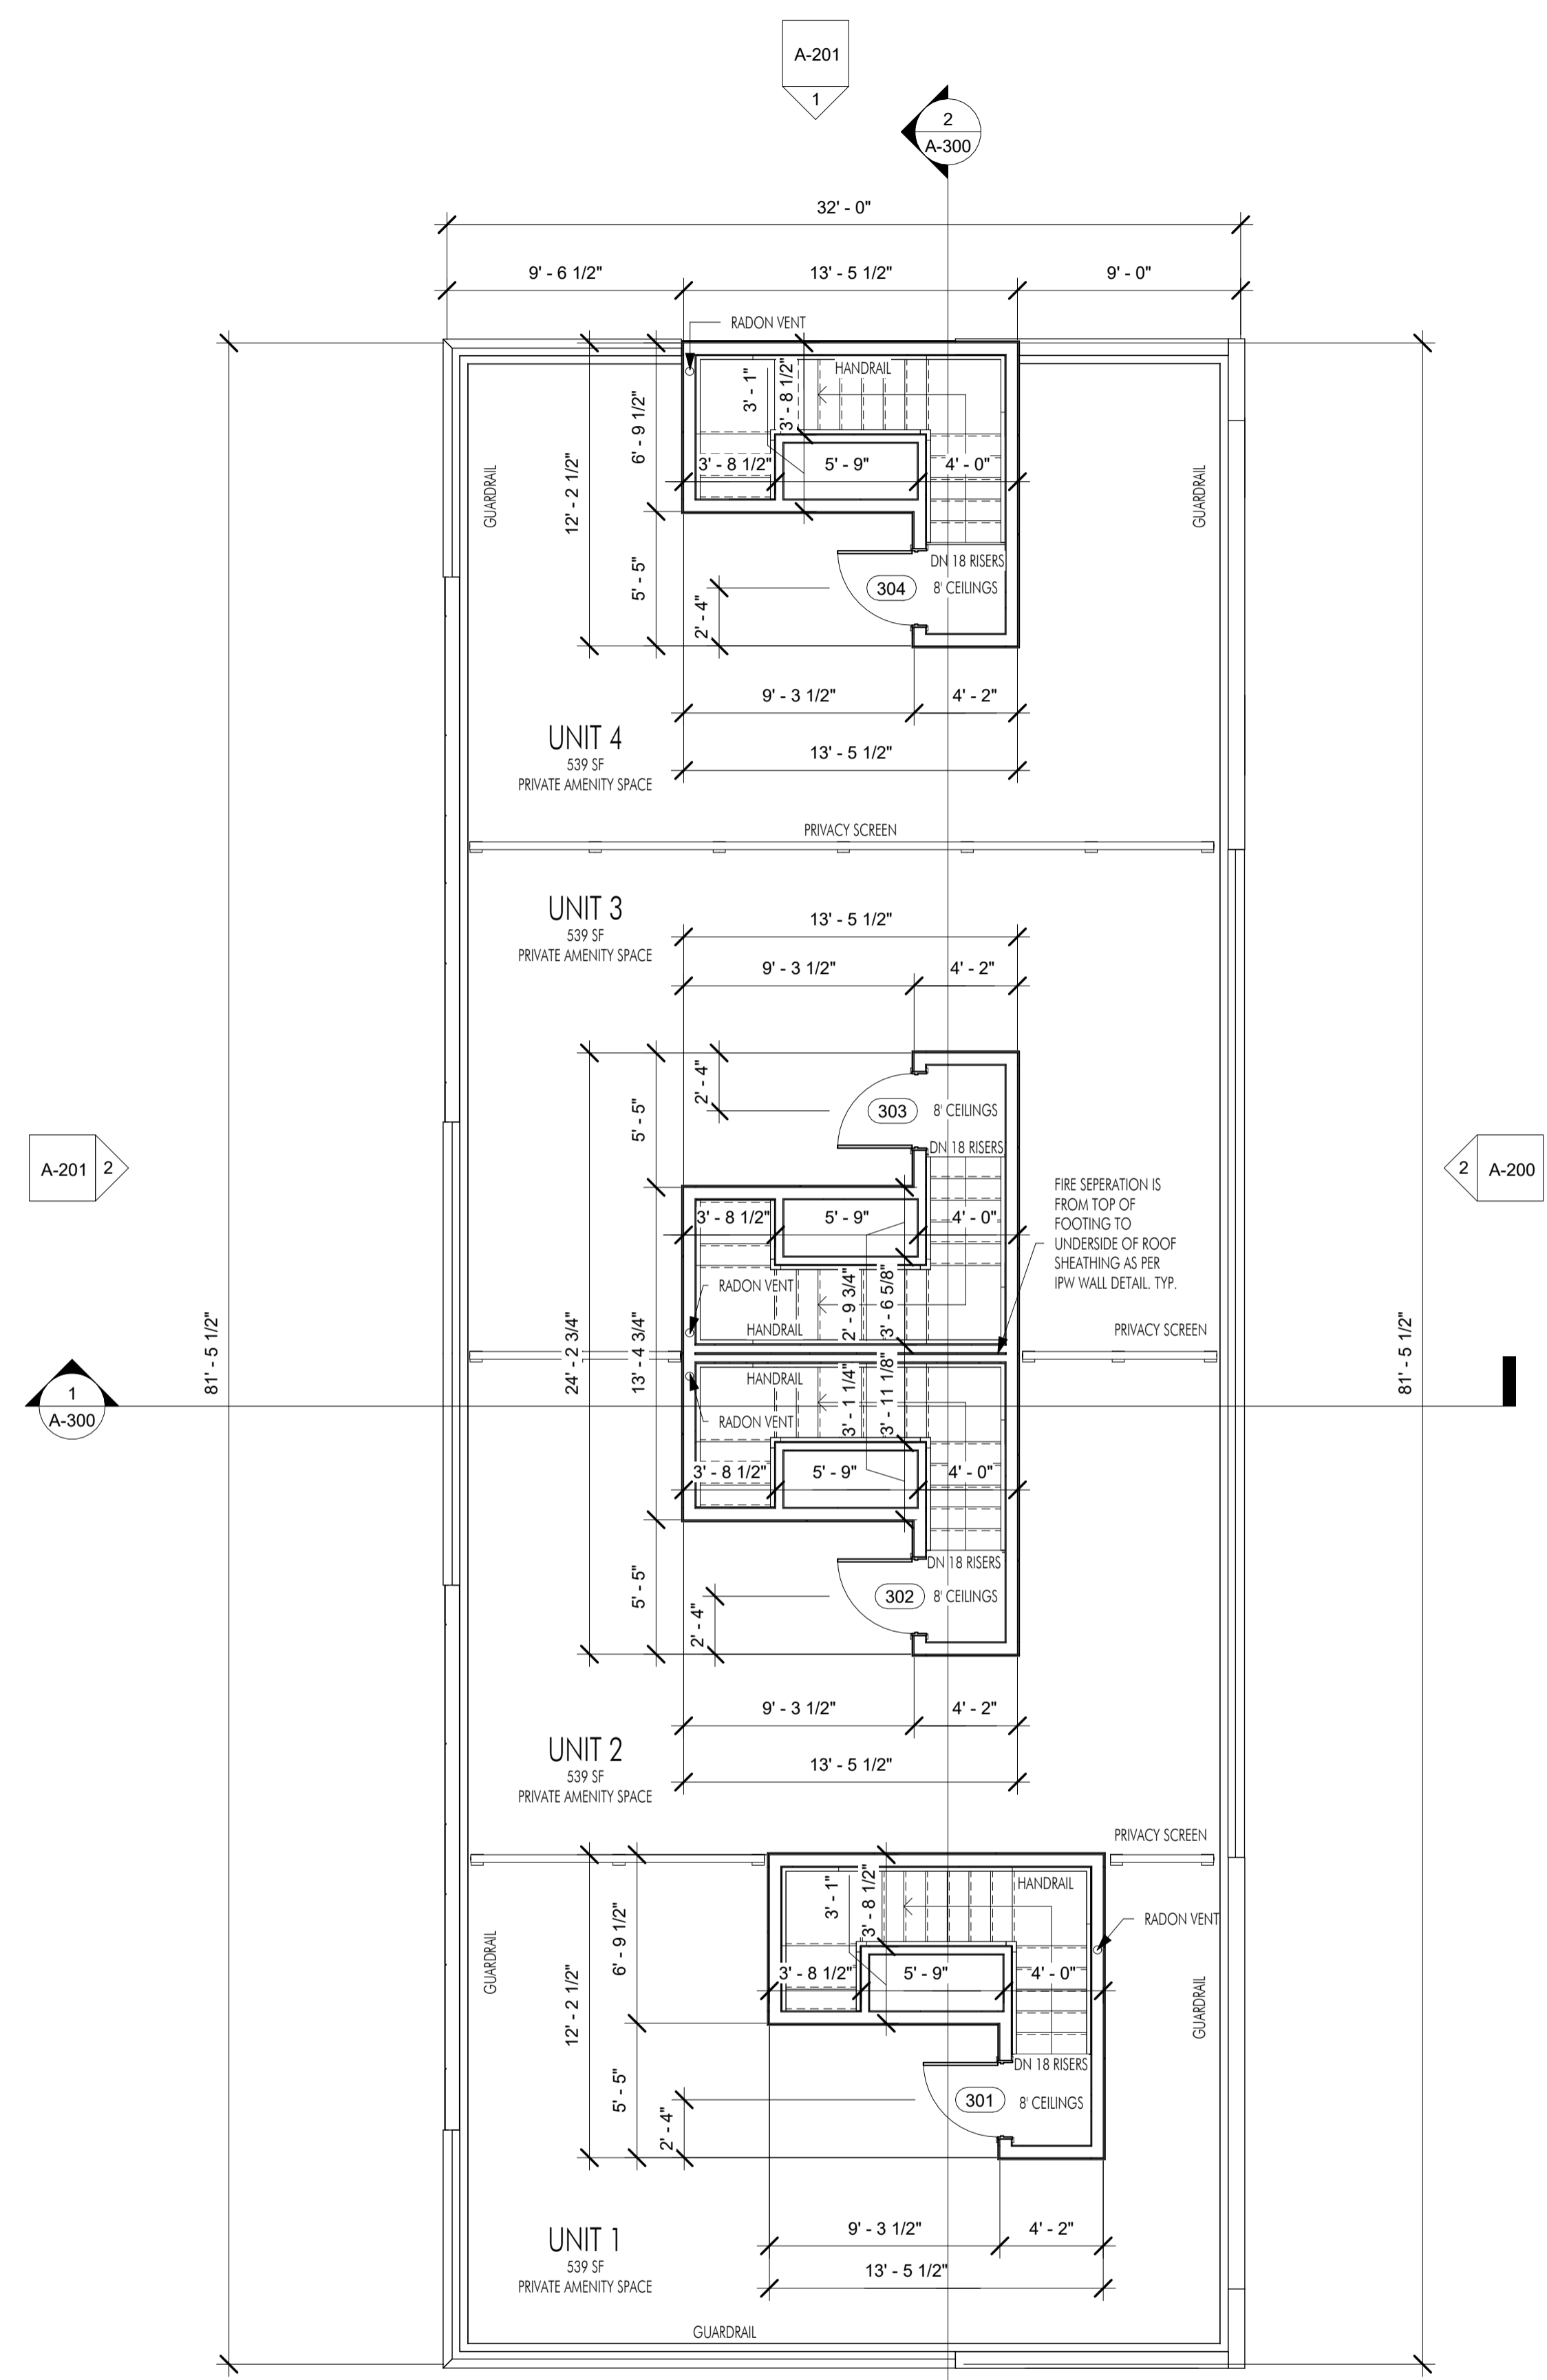 A-201
1
2
A-300
32' - 0"
9' - 6 1/2"
13' - 5 1/2"
9' - 0"
RADON VENT
HANDRAIL
3' - 1"
3' - 8 1/2"
6' - 9 1/2"
12' - 2 1/2"
GUARDRAIL
GUARDRAIL
3' - 8 1/2"
5' - 9"
4' - 0"
5' - 5"
2' - 4"
DN 18 RISERS
304
8' CEILINGS
9' - 3 1/2"
4' - 2"
13' - 5 1/2"
UNIT 4
539 SF
PRIVATE AMENITY SPACE
PRIVACY SCREEN
UNIT 3
539 SF
PRIVATE AMENITY SPACE
13' - 5 1/2"
9' - 3 1/2"
4' - 2"
2' - 4"
5' - 5"
303
8' CEILINGS
DN 18 RISERS
A-201
2
2
A-200
FIRE SEPERATION IS
FROM TOP OF
FOOTING TO
UNDERSIDE OF ROOF
SHEATHING AS PER
IPW WALL DETAIL. TYP.
3' - 8 1/2"
5' - 9"
4' - 0"
RADON VENT
2' - 9 3/4"
3' - 6 5/8"
HANDRAIL
PRIVACY SCREEN
81' - 5 1/2"
24' - 2 3/4"
13' - 4 3/4"
81' - 5 1/2"
HANDRAIL
3' - 1 1/4"
3' - 11 1/8"
1
A-300
RADON VENT
3' - 8 1/2"
5' - 9"
4' - 0"
5' - 5"
2' - 4"
DN 18 RISERS
302
8' CEILINGS
9' - 3 1/2"
4' - 2"
13' - 5 1/2"
UNIT 2
539 SF
PRIVATE AMENITY SPACE
PRIVACY SCREEN
HANDRAIL
3' - 1"
3' - 8 1/2"
RADON VENT
6' - 9 1/2"
12' - 2 1/2"
GUARDRAIL
GUARDRAIL
3' - 8 1/2"
5' - 9"
4' - 0"
5' - 5"
2' - 4"
DN 18 RISERS
301
8' CEILINGS
9' - 3 1/2"
4' - 2"
13' - 5 1/2"
UNIT 1
539 SF
PRIVATE AMENITY SPACE
GUARDRAIL